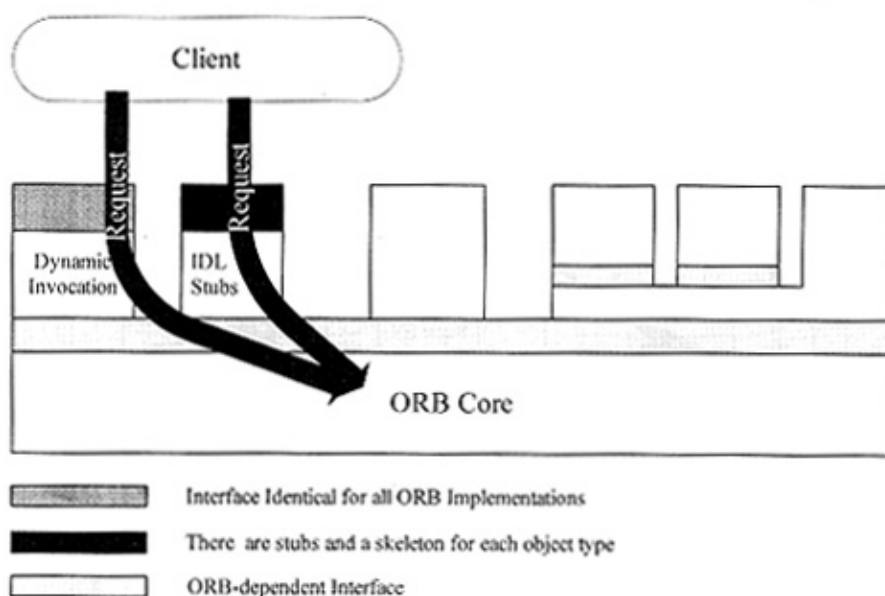 Client
Request
Request
Dynamic
Invocation
IDL
Stubs
ORB Core
Interface Identical for all ORB Implementations
There are stubs and a skeleton for each object type
ORB-dependent Interface